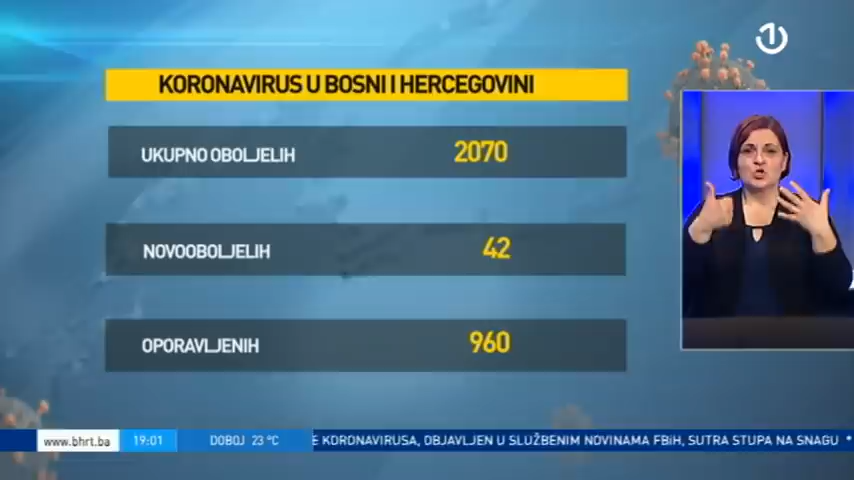 1
KORONAVIRUS U BOSNI I HERCEGOVINI
UKUPNO OBOLJELIH 2070
NOVOOBOLJELIH 42
OPORAVLJENIH 960
www.bhrt.ba 19:01 DOBOJ 23 °C E KORONAVIRUSA, OBJAVLJEN U SLUŽBENIM NOVINAMA FBiH, SUTRA STUPA NA SNAGU *